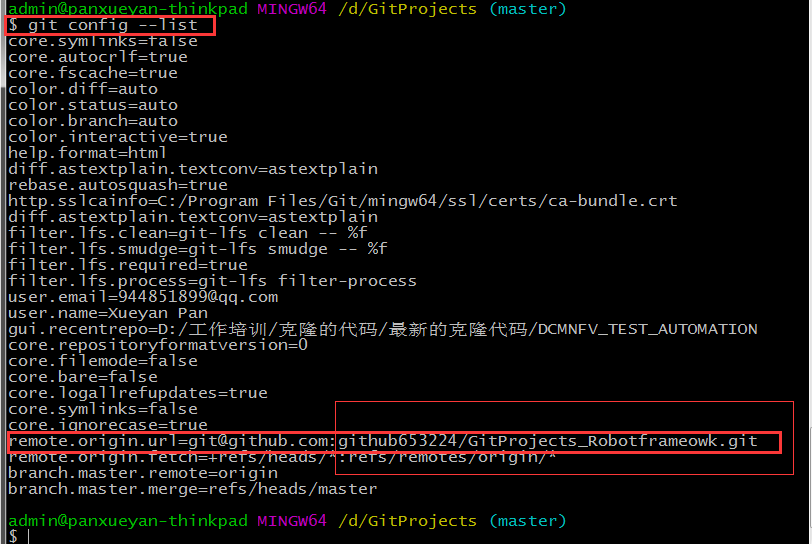 admin@panxueyan-thinkpad MINGW64 /d/GitProjects (master)
$ git config --list
core.symlinks=false
core.autocrlf=true
core.fscache=true
color.diff=auto
color.status=auto
color.branch=auto
color.interactive=true
help.format=html
diff.astextplain.textconv=astextplain
rebase.autosquash=true
http.sslcainfo=C:/Program Files/Git/mingw64/ssl/certs/ca-bundle.crt
diff.astextplain.textconv=astextplain
filter.lfs.clean=git-lfs clean -- %f
filter.lfs.smudge=git-lfs smudge -- %f
filter.lfs.required=true
filter.lfs.process=git-lfs filter-process
user.email=944851899@qq.com
user.name=Xueyan Pan
gui.recentrepo=D:/工作培训/克隆的代码/最新的克隆代码/DCMNFV_TEST_AUTOMATION
core.repositoryformatversion=0
core.filemode=false
core.bare=false
core.logallrefupdates=true
core.symlinks=false
core.ignorecase=true
remote.origin.url=git@github.com:github653224/GitProjects_Robotframeowk.git
remote.origin.fetch=+refs/heads/*:refs/remotes/origin/*
branch.master.remote=origin
branch.master.merge=refs/heads/master
admin@panxueyan-thinkpad MINGW64 /d/GitProjects (master)
$